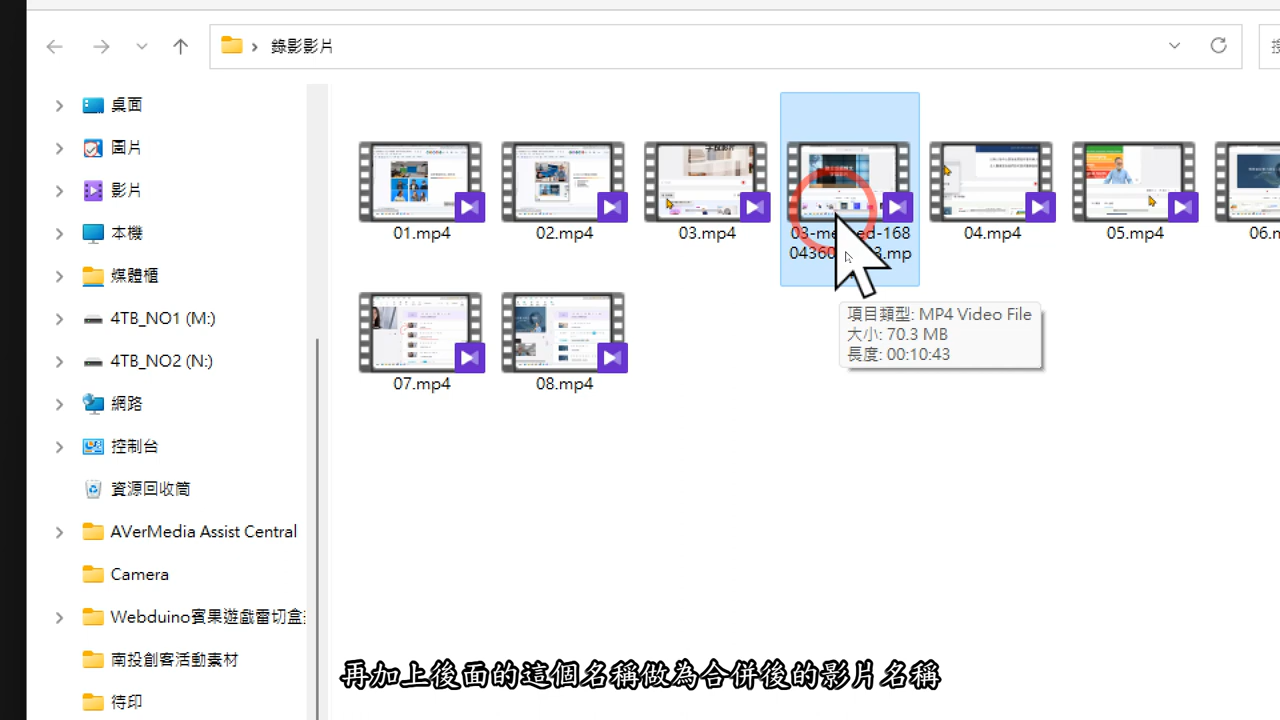 錄影影片
桌面
圖片
影片
本機
媒體櫃
4TB_NO1 (M:)
4TB_NO2 (N:)
網路
控制台
資源回收筒
AVerMedia Assist Central
Camera
Webduino賓果遊戲雷切盒
南投創客活動素材
待印
01.mp4
02.mp4
03.mp4
04.mp4
05.mp4
07.mp4
08.mp4
項目類型: MP4 Video File
大小: 70.3 MB
長度: 00:10:43
再加上後面的這個名稱做為合併後的影片名稱